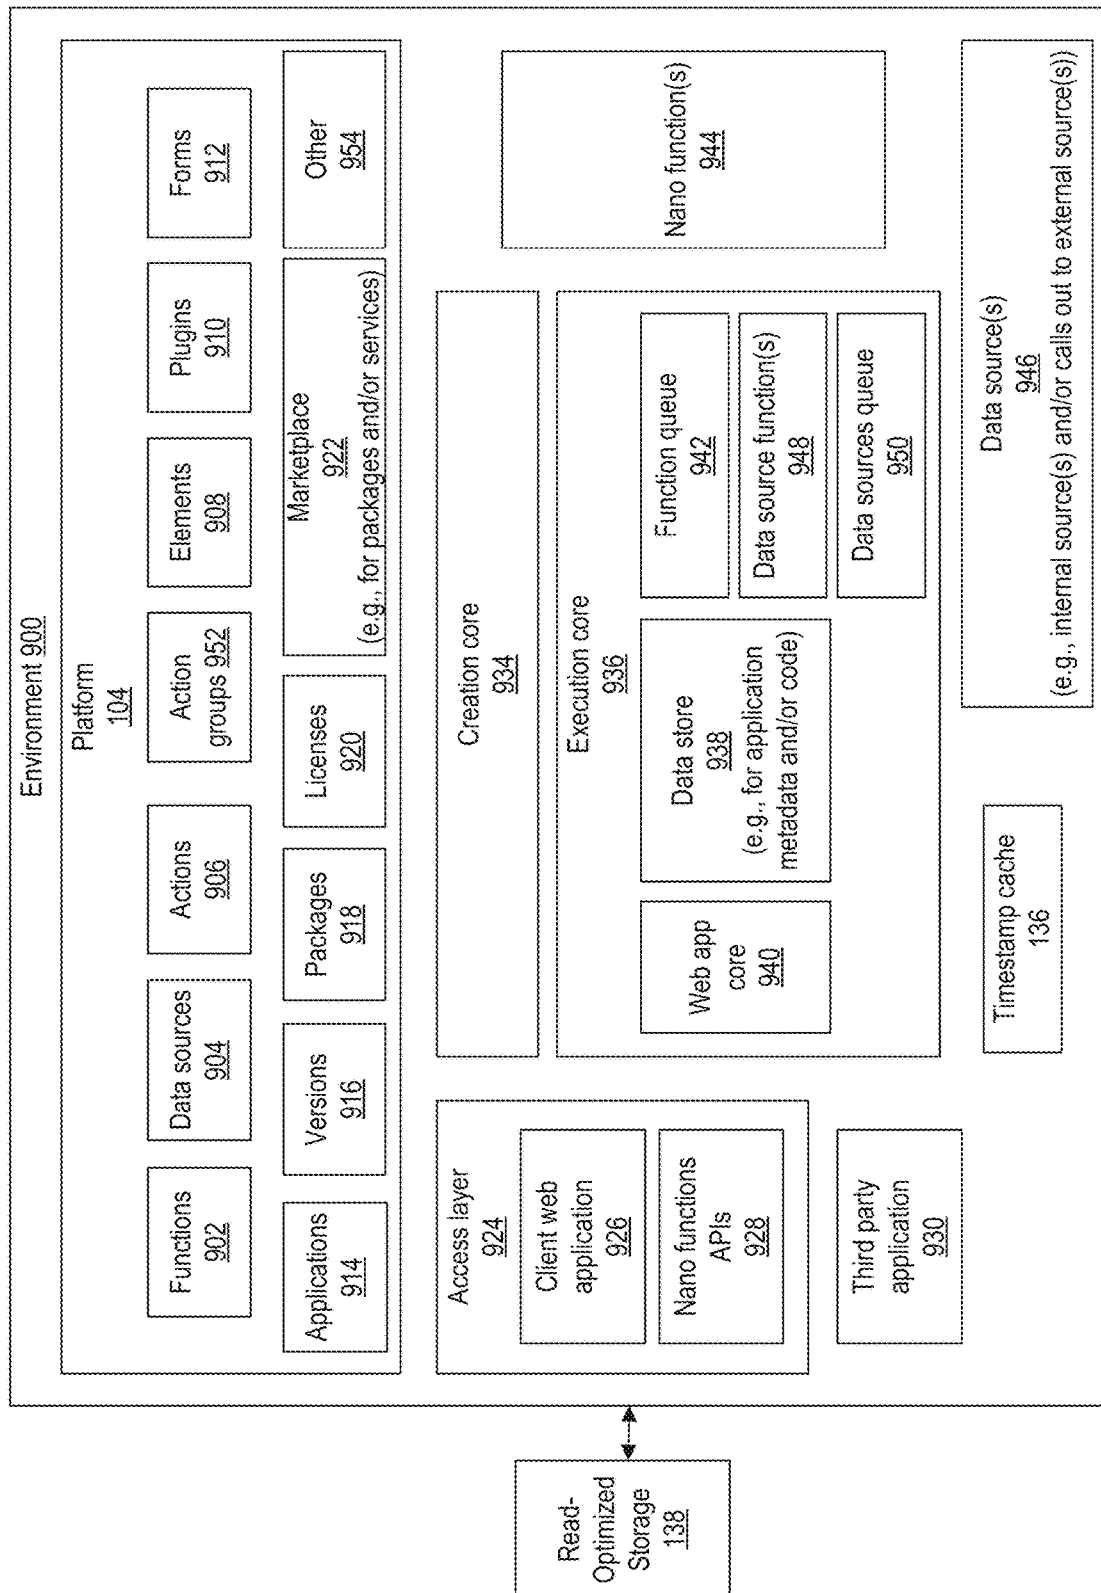 Environment 900
Platform
104
Functions
902
Data sources
904
Actions
906
Action
groups 952
Elements
908
Plugins
910
Forms
912
Applications
914
Versions
916
Packages
918
Licenses
920
Marketplace
922
(e.g., for packages and/or services)
Other
954
Access layer
924
Client web
application
926
Nano functions
APIs
928
Third party
application
930
Creation core
934
Execution core
936
Web app
core
940
Data store
938
(e.g., for application
metadata and/or code)
Function queue
942
Data source function(s)
948
Data sources queue
950
Nano function(s)
944
Timestamp cache
136
Data source(s)
946
(e.g., internal source(s) and/or calls out to external source(s))
Read-
Optimized
Storage
138